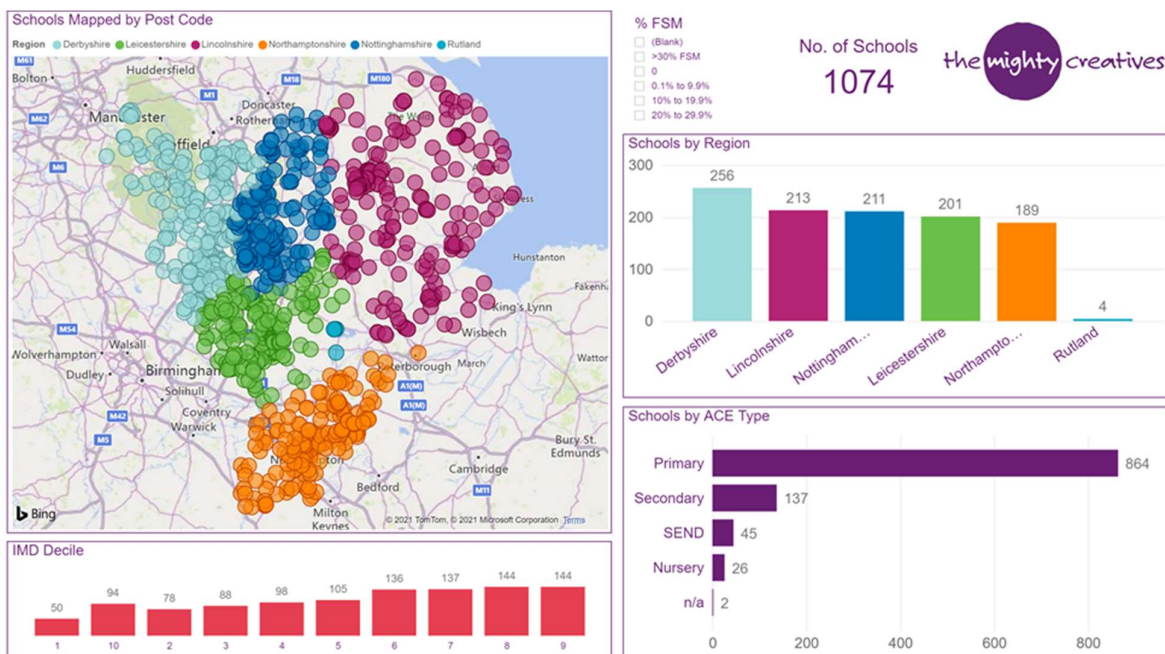 Schools Mapped by Post Code
Region Derbyshire Leicestershire Lincolnshire Northamptonshire Nottinghamshire Rutland
M61
Huddersfield
Bolton
M18
M180
M1
Doncaster
M62
Rotherh
The Wolds
M6
Hunstanton
Fakenh
King's Lynn
M54
Walsall
Wisbech
Wolverhampton
Wattor
Dudley
March
Birmingham
A1(M)
Solihull
A1(M)
Coventry
M42
Warwick
Bury St.
Edmunds
M5
Cambridge
Bedford
M11
Milton
Keynes
Bing
© 2021 TomTom, © 2021 Microsoft Corporation Terms
IMD Decile
50 94 78 88 98 105 136 137 144 144
1 10 2 3 4 5 6 7 8 9
% FSM
(Blank)
>30% FSM
0
0.1% to 9.9%
10% to 19.9%
20% to 29.9%
No. of Schools
1074
the mighty creatives
Schools by Region
300
256
213
211
201
189
200
100
4
0
Derbyshire
Lincolnshire
Nottingham...
Leicestershire
Northampto...
Rutland
Schools by ACE Type
Primary 864
Secondary 137
SEND 45
Nursery 26
n/a 2
0 200 400 600 800